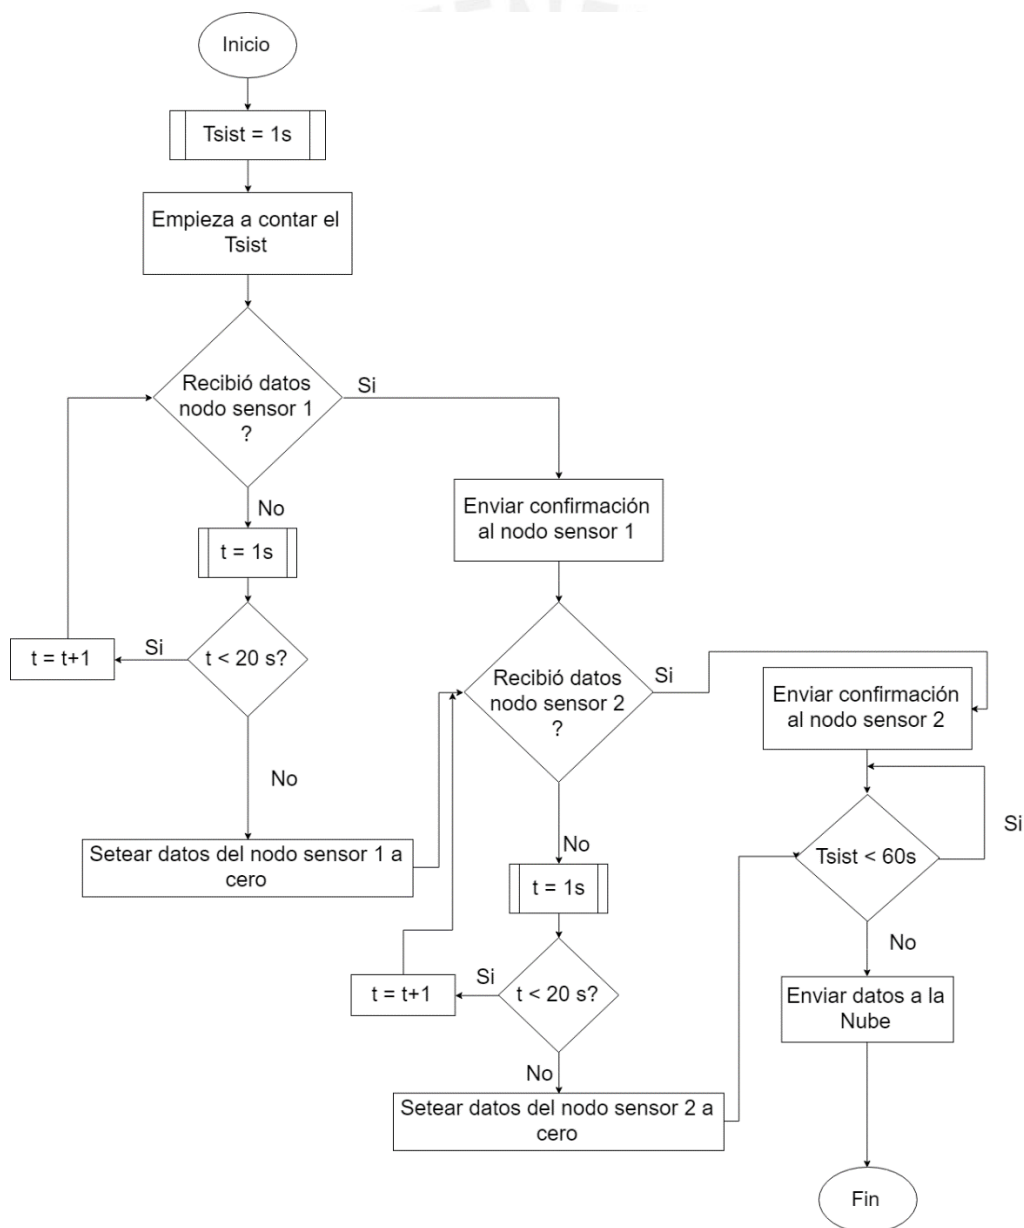 Inicio
Tsist = 1s
Empieza a contar el
Tsist
Recibió datos
nodo sensor 1
?
Si
No
t = 1s
t < 20 s?
Si
t = t+1
No
Setear datos del nodo sensor 1 a
cero
Enviar confirmación
al nodo sensor 1
Recibió datos
nodo sensor 2
?
Si
No
t = 1s
t < 20 s?
Si
t = t+1
No
Setear datos del nodo sensor 2 a
cero
Enviar confirmación
al nodo sensor 2
Tsist < 60s
Si
No
Enviar datos a la
Nube
Fin